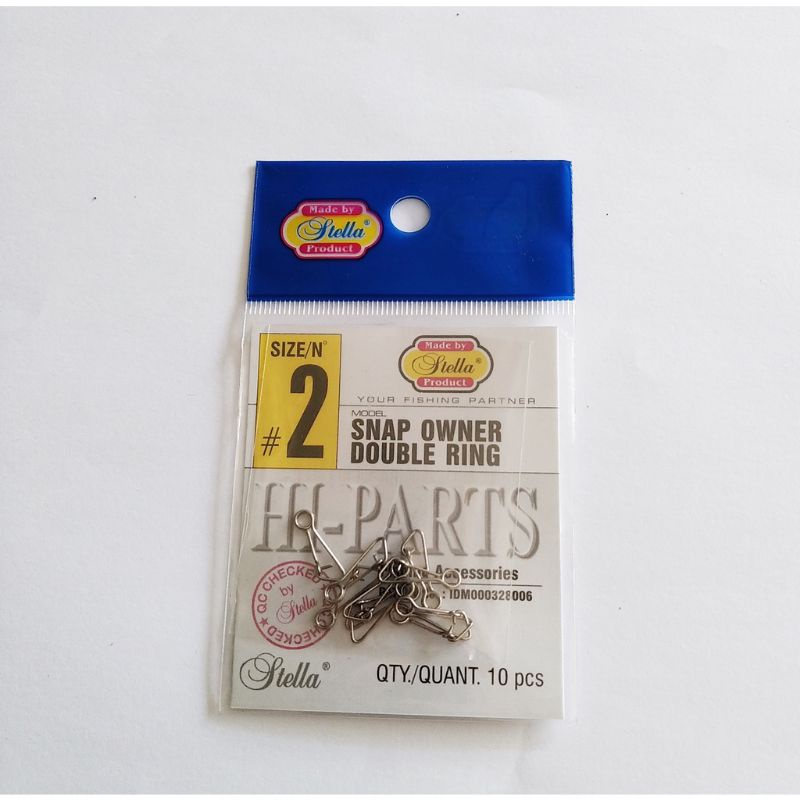 Made by
Stella®
Product
SIZE/N°
#2
Made by
Stella®
Product
YOUR FISHING PARTNER
MODEL
SNAP OWNER
DOUBLE RING
HI-PARTS
Accessories
: IDM000328006
QC CHECKED
by
Stella
CHECKED
Stella®
QTY./QUANT. 10 pcs